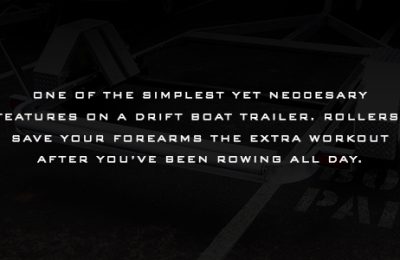 ONE OF THE SIMPLEST YET NECCESARY
FEATURES ON A DRIFT BOAT TRAILER. ROLLERS
SAVE YOUR FOREARMS THE EXTRA WORKOUT
AFTER YOU'VE BEEN ROWING ALL DAY.